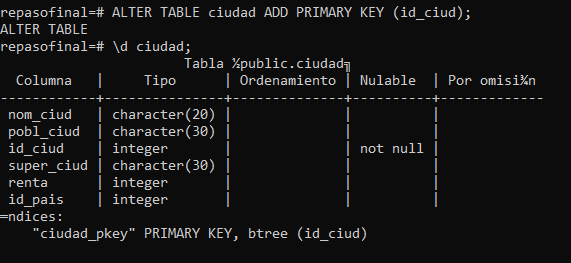 repasofinal=# ALTER TABLE ciudad ADD PRIMARY KEY (id_ciud);
ALTER TABLE
repasofinal=# \d ciudad;
                      Tabla ½public.ciudad╗
  Columna   |     Tipo      | Ordenamiento | Nulable  | Por omisi¾n
------------+---------------+--------------+----------+-------------
 nom_ciud   | character(20) |              |          |
 pobl_ciud  | character(30) |              |          |
 id_ciud    | integer       |              | not null |
 super_ciud | character(30) |              |          |
 renta      | integer       |              |          |
 id_pais    | integer       |              |          |
═ndices:
    "ciudad_pkey" PRIMARY KEY, btree (id_ciud)